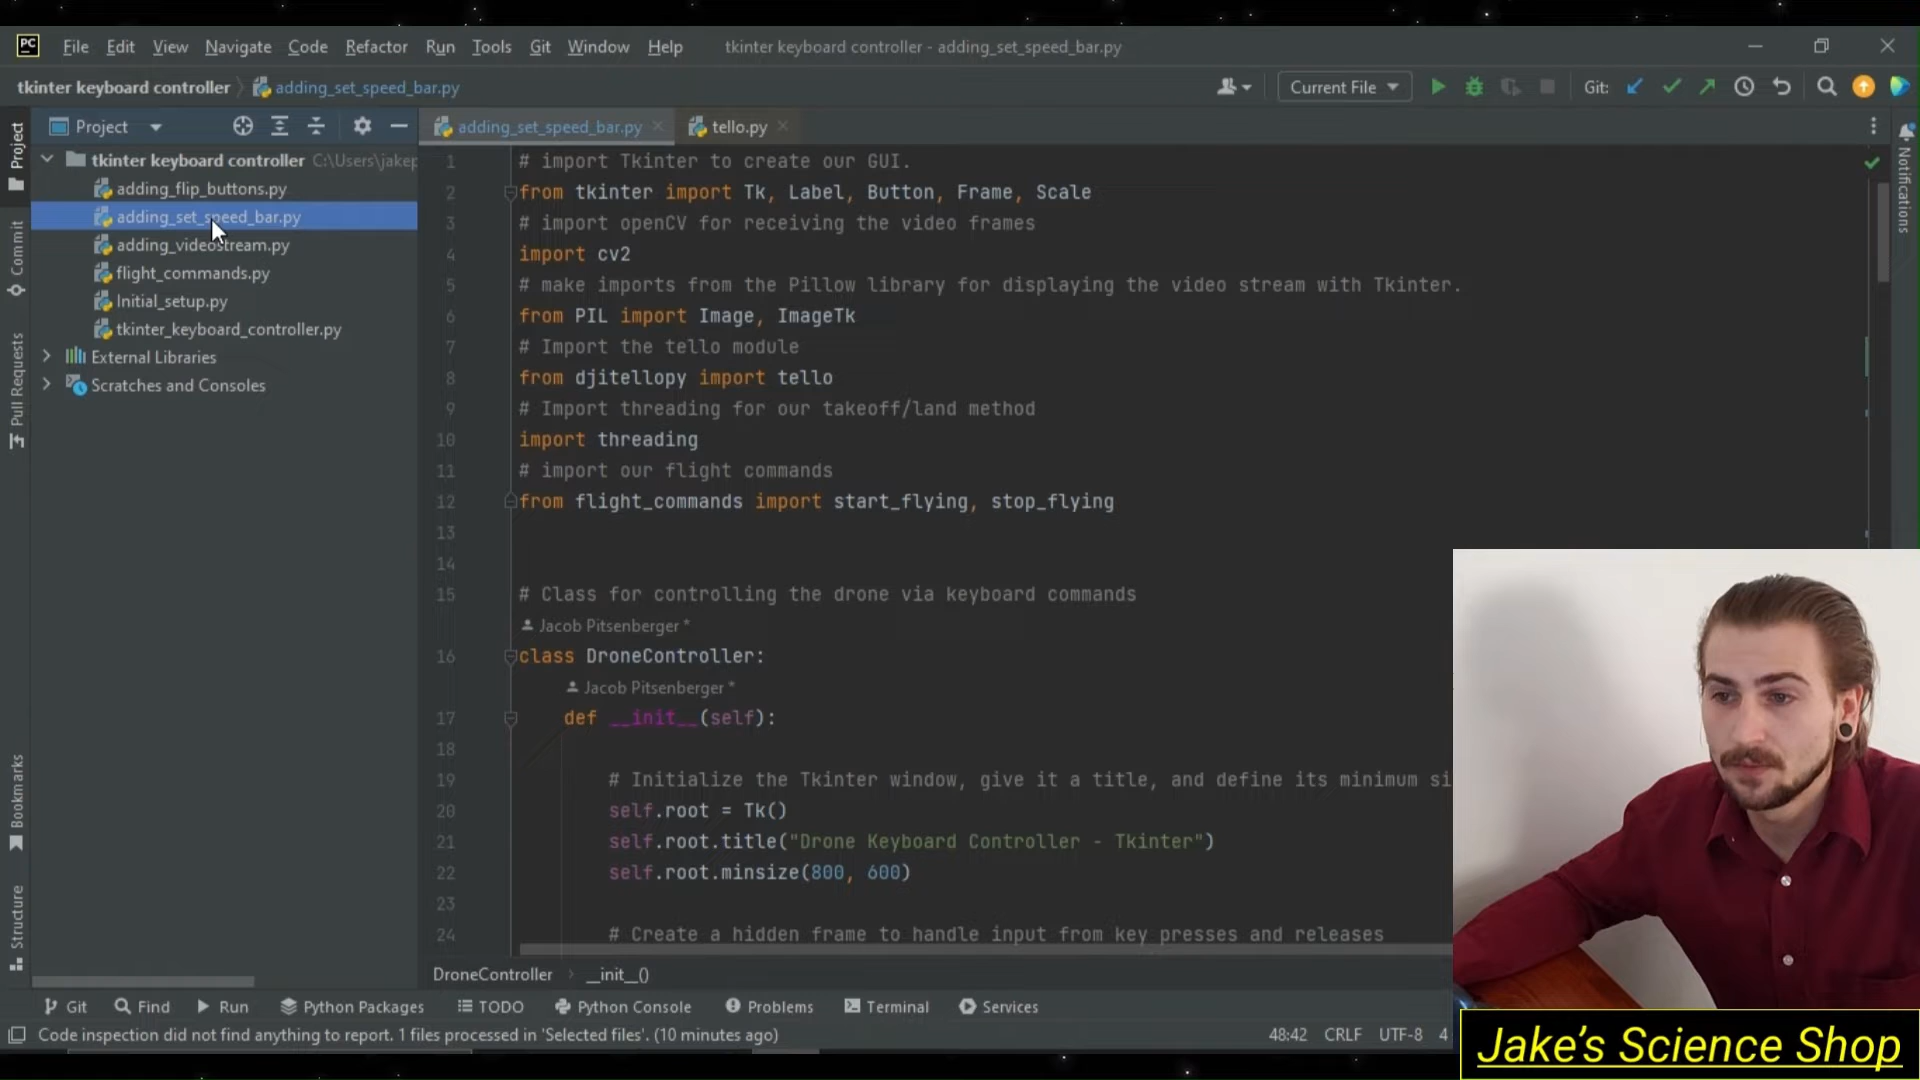 PC File Edit View Navigate Code Refactor Run Tools Git Window Help tkinter keyboard controller - adding_set_speed_bar.py
tkinter keyboard controller adding_set_speed_bar.py Current File Git:
Project adding_set_speed_bar.py tello.py
tkinter keyboard controller C:\Users\jakep
adding_flip_buttons.py
adding_set_speed_bar.py
adding_videostream.py
flight_commands.py
Initial_setup.py
tkinter_keyboard_controller.py
External Libraries
Scratches and Consoles
Project
Commit
Pull Requests
Bookmarks
Structure
Notifications
1 # import Tkinter to create our GUI.
2 from tkinter import Tk, Label, Button, Frame, Scale
3 # import openCV for receiving the video frames
4 import cv2
5 # make imports from the Pillow library for displaying the video stream with Tkinter.
6 from PIL import Image, ImageTk
7 # Import the tello module
8 from djitellopy import tello
9 # Import threading for our takeoff/land method
10 import threading
11 # import our flight commands
12 from flight_commands import start_flying, stop_flying
13
14
15 # Class for controlling the drone via keyboard commands
Jacob Pitsenberger *
16 class DroneController:
Jacob Pitsenberger *
17 def __init__(self):
18
19 # Initialize the Tkinter window, give it a title, and define its minimum si
20 self.root = Tk()
21 self.root.title("Drone Keyboard Controller - Tkinter")
22 self.root.minsize(800, 600)
23
24 # Create a hidden frame to handle input from key presses and releases
DroneController __init__()
Git Find Run Python Packages TODO Python Console Problems Terminal Services
Code inspection did not find anything to report. 1 files processed in 'Selected files'. (10 minutes ago) 48:42 CRLF UTF-8 4
Jake's Science Shop